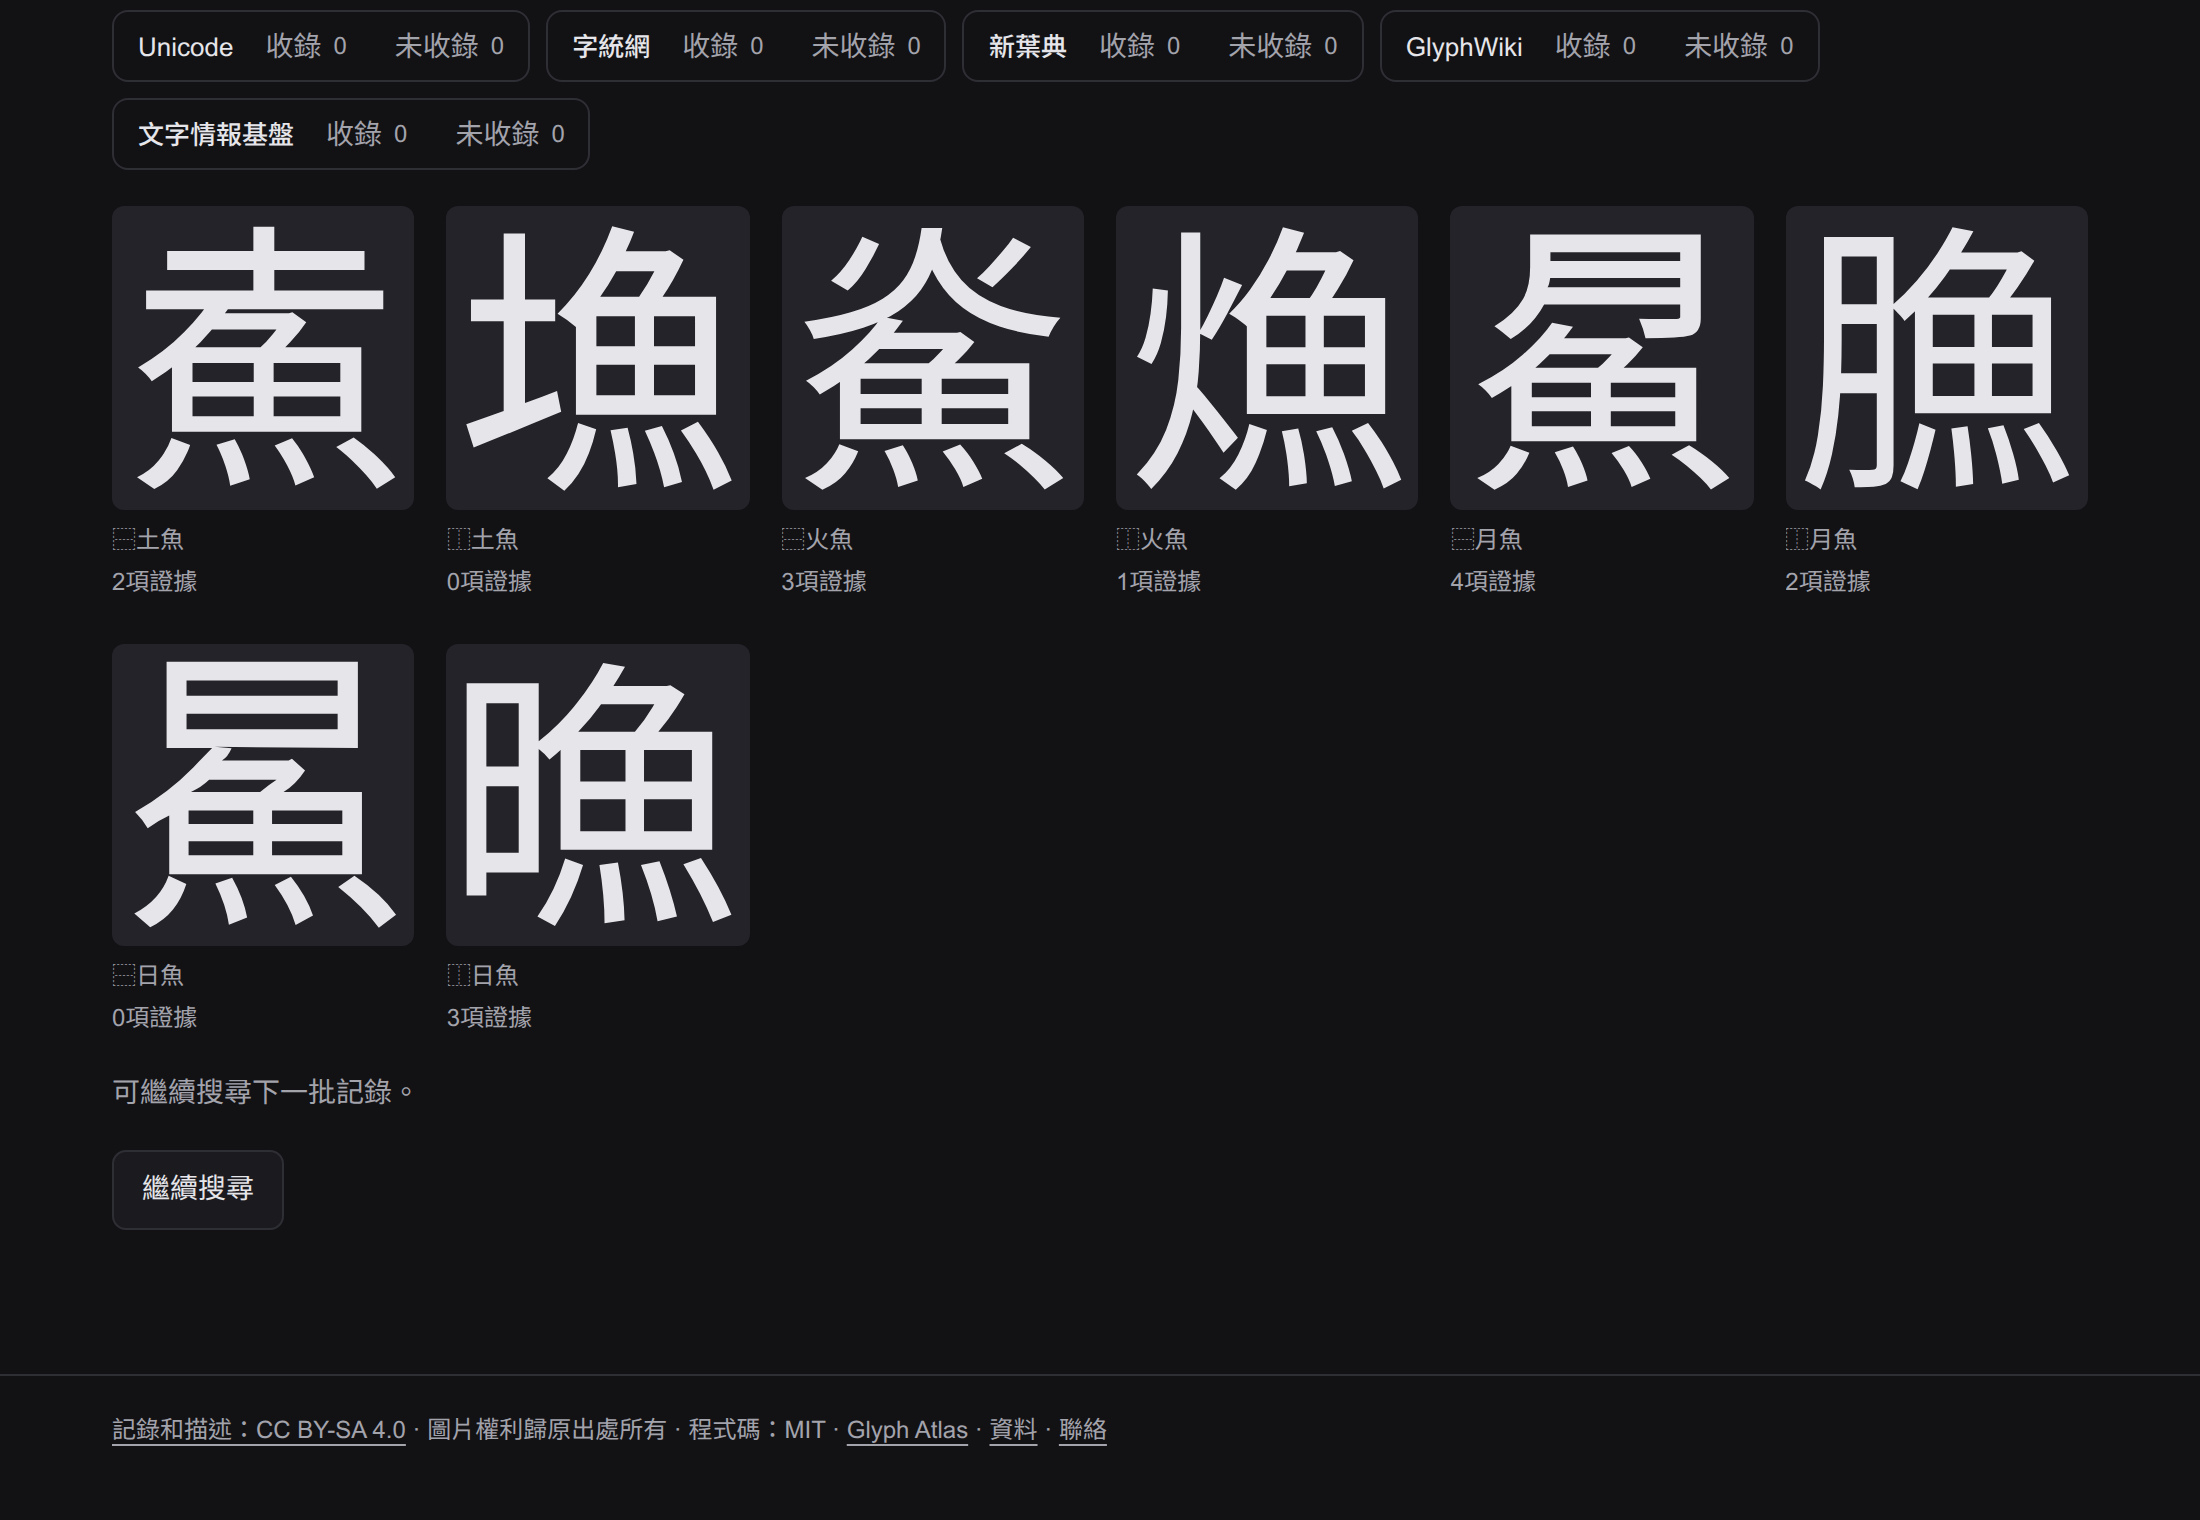 Unicode 收錄 0 未收錄 0 字統網 收錄 0 未收錄 0 新葉典 收錄 0 未收錄 0 GlyphWiki 收錄 0 未收錄 0
文字情報基盤 收錄 0 未收錄 0
⿱土魚 ⿰土魚 ⿱火魚 ⿰火魚 ⿱月魚 ⿰月魚
2項證據 0項證據 3項證據 1項證據 4項證據 2項證據
⿱日魚 ⿰日魚
0項證據 3項證據
可繼續搜尋下一批記錄。
繼續搜尋
記錄和描述：CC BY-SA 4.0 · 圖片權利歸原出處所有 · 程式碼：MIT · Glyph Atlas · 資料 · 聯絡